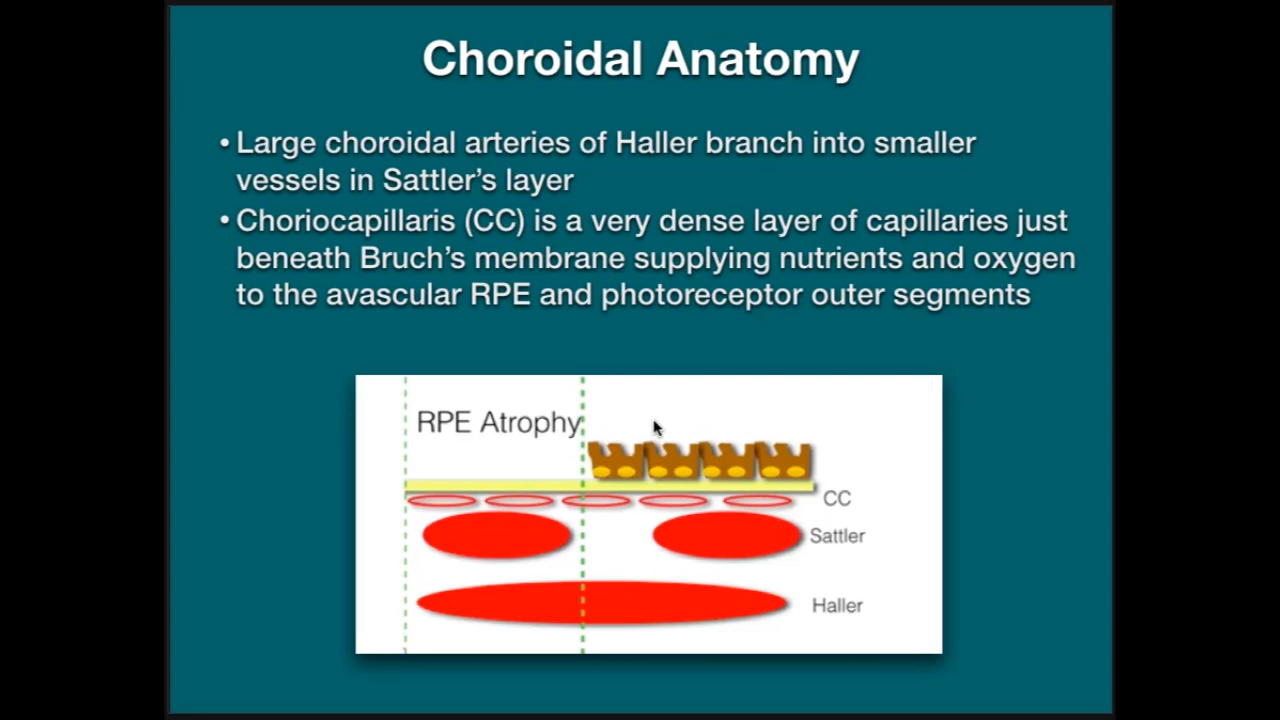 Choroidal Anatomy
• Large choroidal arteries of Haller branch into smaller
vessels in Sattler's layer
• Choriocapillaris (CC) is a very dense layer of capillaries just
beneath Bruch's membrane supplying nutrients and oxygen
to the avascular RPE and photoreceptor outer segments
RPE Atrophy
CC
Sattler
Haller